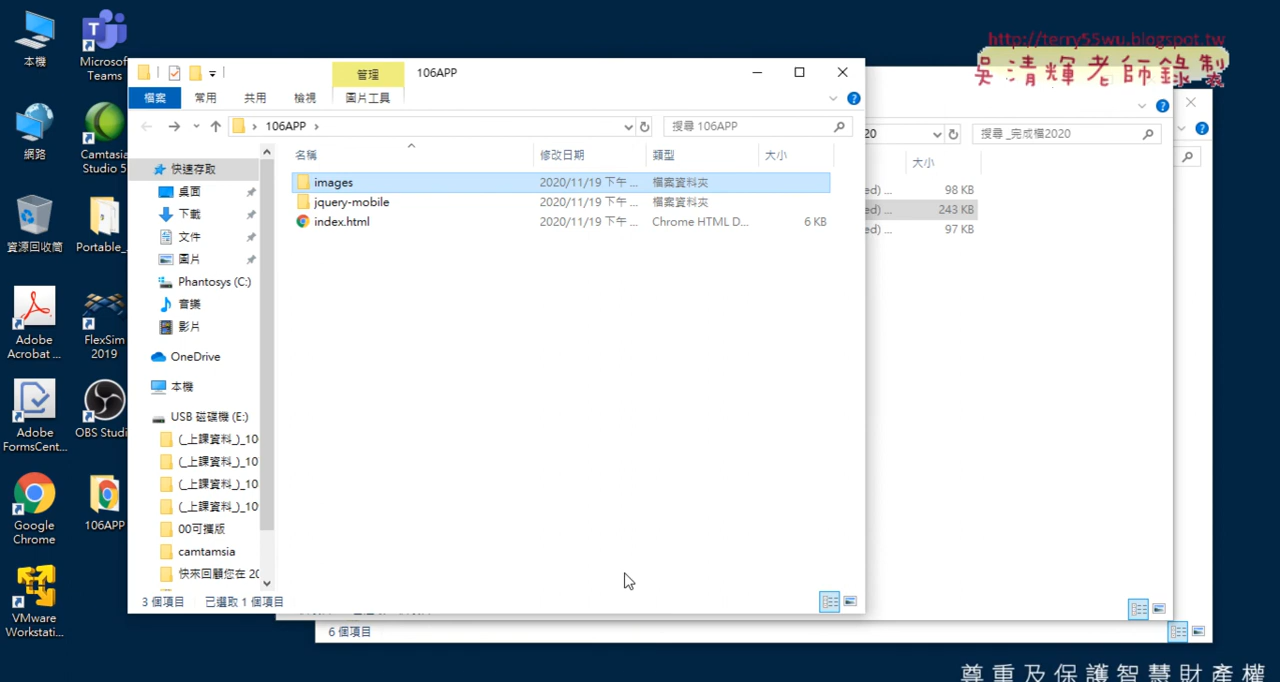 本機
Microsoft Teams
網路
Camtasia Studio 5
資源回收筒
Portable_
Adobe Acrobat ...
FlexSim 2019
Adobe FormsCent...
OBS Studi
Google Chrome
106APP
VMware Workstati...
管理
106APP
檔案
常用
共用
檢視
圖片工具
106APP
搜尋 106APP
快速存取
桌面
下載
文件
圖片
Phantosys (C:)
音樂
影片
OneDrive
本機
USB 磁碟機 (E:)
(_上課資料_)_10
(_上課資料_)_10
(_上課資料_)_10
(_上課資料_)_10
00可攜版
camtamsia
快來回顧您在 20
名稱
修改日期
類型
大小
images
2020/11/19 下午 ...
檔案資料夾
jquery-mobile
2020/11/19 下午 ...
檔案資料夾
index.html
2020/11/19 下午 ...
Chrome HTML D...
6 KB
3 個項目
已選取 1 個項目
http://terry55wu.blogspot.tw
吳清輝老師錄製
20
搜尋 _完成檔2020
大小
ed) ...
98 KB
ed) ...
243 KB
ed) ...
97 KB
6 個項目
尊重及保護智慧財產權